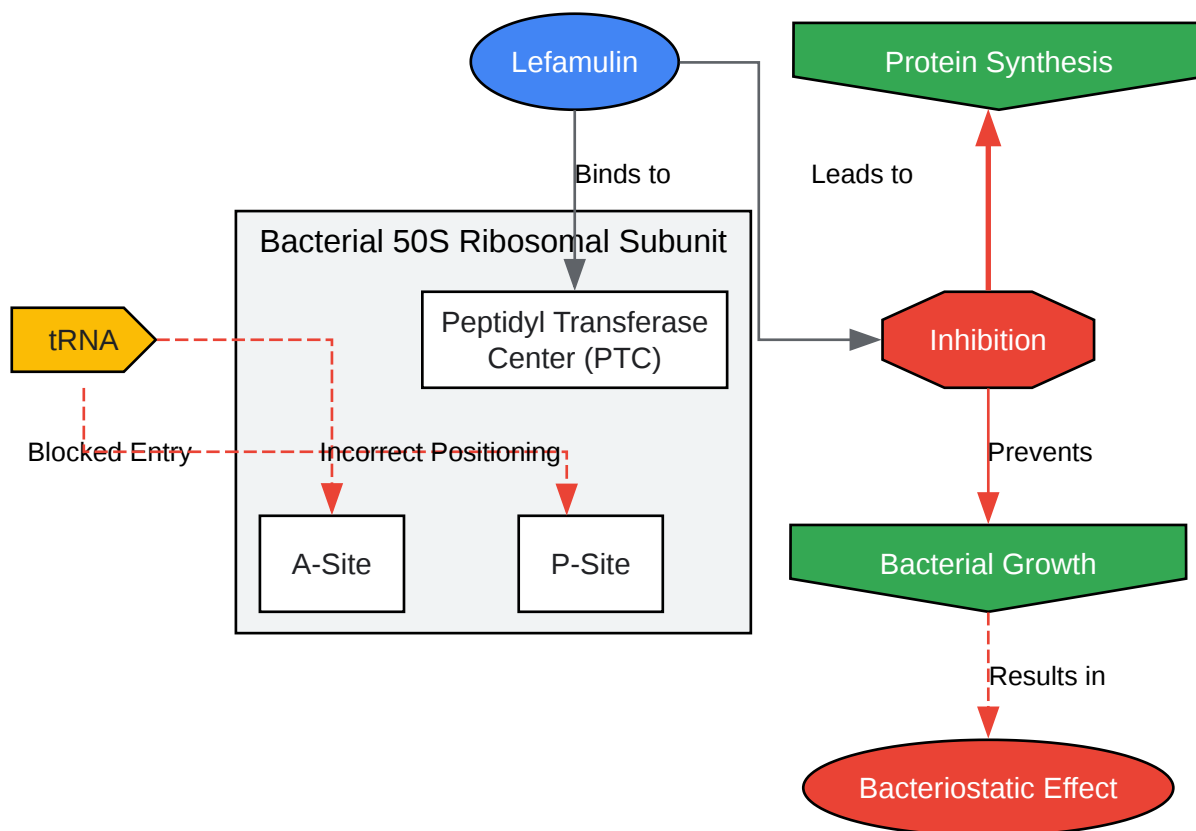 Lefamulin
Protein Synthesis
Binds to
Leads to
Bacterial 50S Ribosomal Subunit
Peptidyl Transferase
Center (PTC)
tRNA
Inhibition
Blocked Entry
Incorrect Positioning
Prevents
A-Site
P-Site
Bacterial Growth
Results in
Bacteriostatic Effect